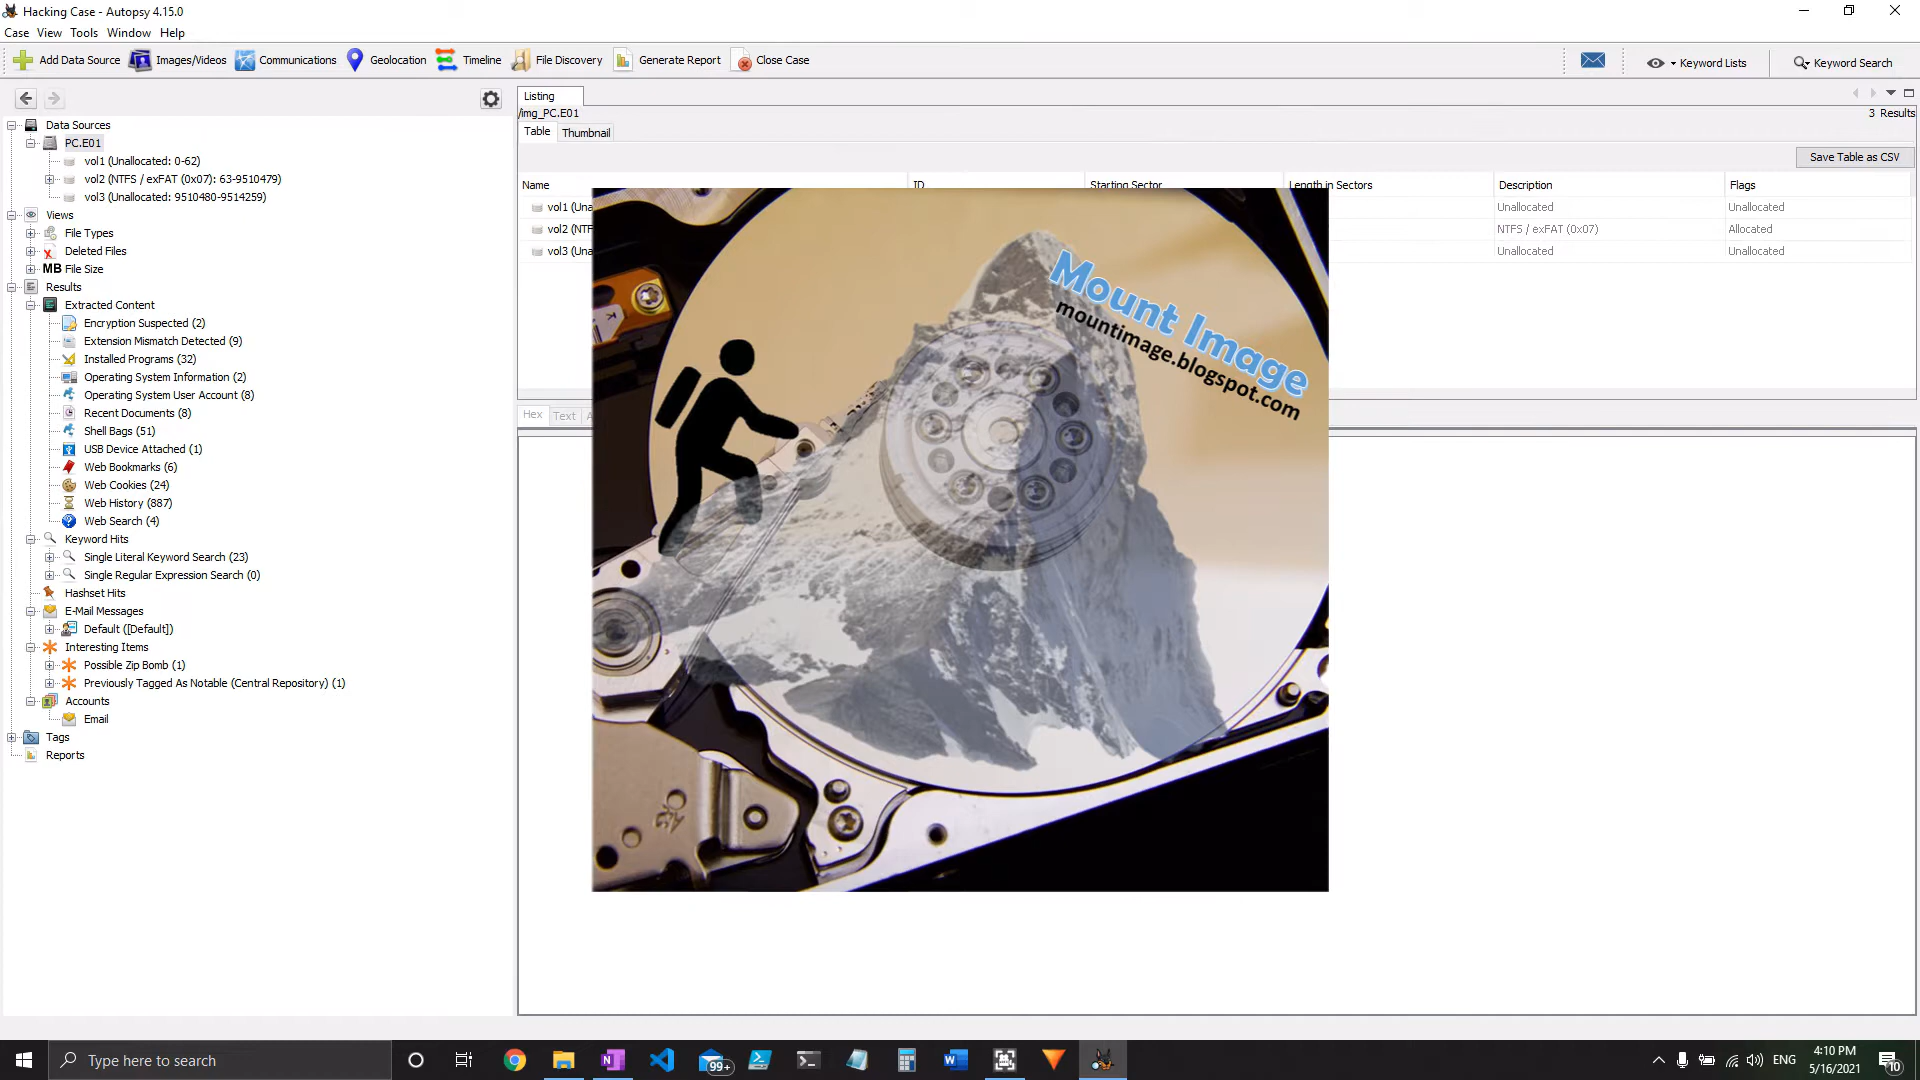 Hacking Case - Autopsy 4.15.0
Case View Tools Window Help
Add Data Source Images/Videos Communications Geolocation Timeline File Discovery Generate Report Close Case Keyword Lists Keyword Search
Listing
/img_PC.E01 3 Results
Table Thumbnail
Save Table as CSV
Name ID Starting Sector Length in Sectors Description Flags
vol1 (Una Unallocated Unallocated
vol2 (NTF NTFS / exFAT (0x07) Allocated
vol3 (Una Unallocated Unallocated
Hex Text A
Data Sources
PC.E01
vol1 (Unallocated: 0-62)
vol2 (NTFS / exFAT (0x07): 63-9510479)
vol3 (Unallocated: 9510480-9514259)
Views
File Types
Deleted Files
MB File Size
Results
Extracted Content
Encryption Suspected (2)
Extension Mismatch Detected (9)
Installed Programs (32)
Operating System Information (2)
Operating System User Account (8)
Recent Documents (8)
Shell Bags (51)
USB Device Attached (1)
Web Bookmarks (6)
Web Cookies (24)
Web History (887)
Web Search (4)
Keyword Hits
Single Literal Keyword Search (23)
Single Regular Expression Search (0)
Hashset Hits
E-Mail Messages
Default ([Default])
Interesting Items
Possible Zip Bomb (1)
Previously Tagged As Notable (Central Repository) (1)
Accounts
Email
Tags
Reports
Mount Image
mountimage.blogspot.com
Type here to search
99+
ENG
4:10 PM
5/16/2021
10